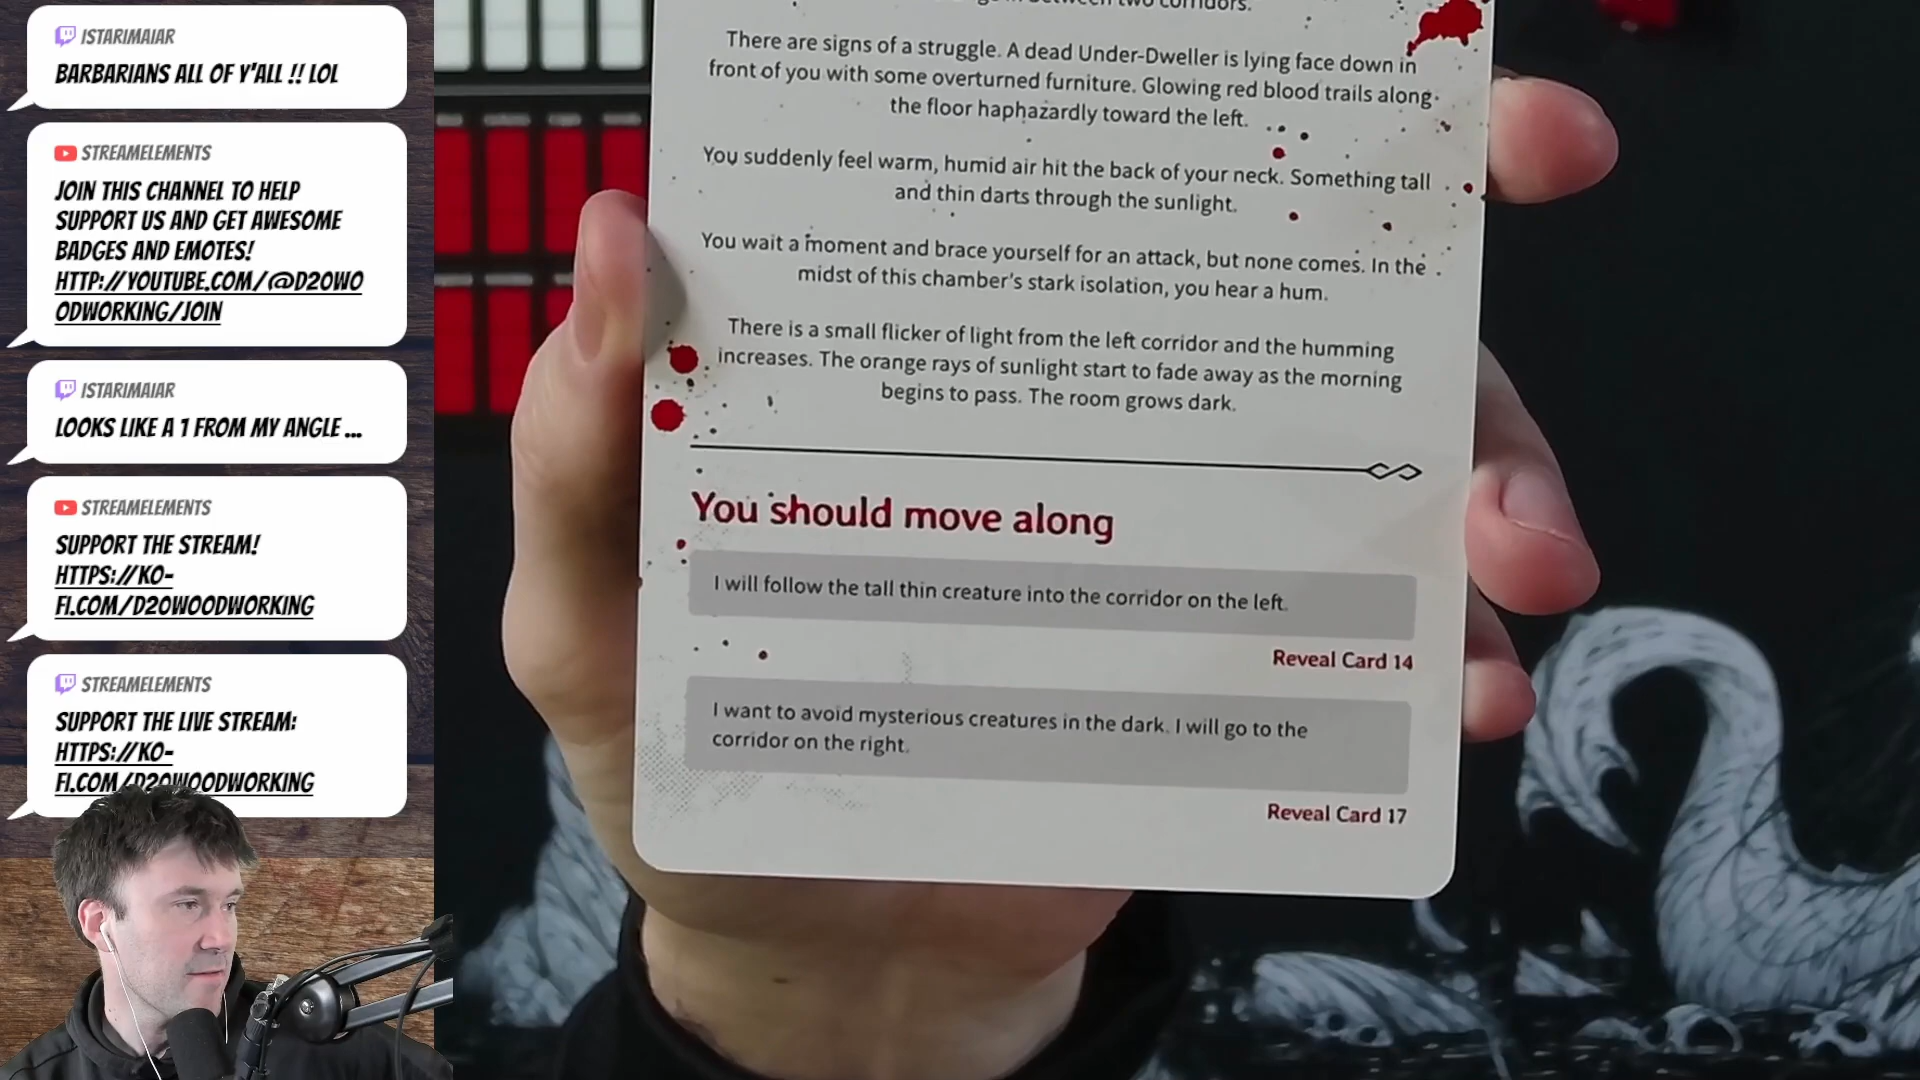 ISTARIMAIAR
BARBARIANS ALL OF Y'ALL !! LOL
STREAMELEMENTS
JOIN THIS CHANNEL TO HELP
SUPPORT US AND GET AWESOME
BADGES AND EMOTES!
HTTP://YOUTUBE.COM/@D20WO
ODWORKING/JOIN
ISTARIMAIAR
LOOKS LIKE A 1 FROM MY ANGLE ...
STREAMELEMENTS
SUPPORT THE STREAM!
HTTPS://KO-
FI.COM/D20WOODWORKING
STREAMELEMENTS
SUPPORT THE LIVE STREAM:
HTTPS://KO-
FI.COM/D20WOODWORKING
between two corridors.
There are signs of a struggle. A dead Under-Dweller is lying face down in
front of you with some overturned furniture. Glowing red blood trails along
the floor haphazardly toward the left.
You suddenly feel warm, humid air hit the back of your neck. Something tall
and thin darts through the sunlight.
You wait a moment and brace yourself for an attack, but none comes. In the
midst of this chamber's stark isolation, you hear a hum.
There is a small flicker of light from the left corridor and the humming
increases. The orange rays of sunlight start to fade away as the morning
begins to pass. The room grows dark.
You should move along
I will follow the tall thin creature into the corridor on the left.
Reveal Card 14
I want to avoid mysterious creatures in the dark. I will go to the
corridor on the right.
Reveal Card 17